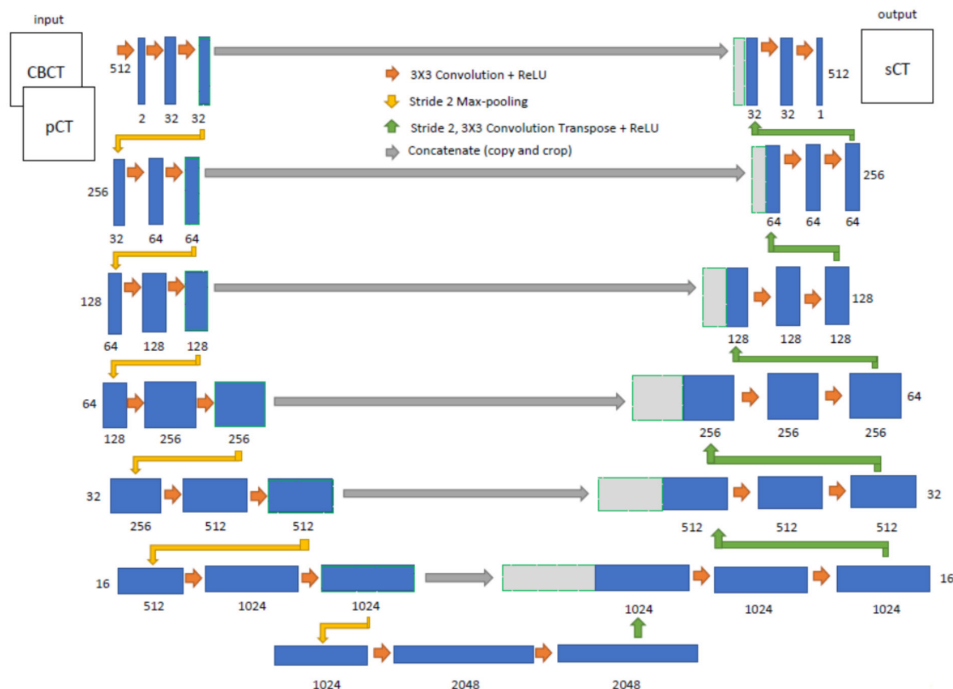 input
output
CBCT
pCT
sCT
512
512
2 32 32
32 32 1
3X3 Convolution + ReLU
Stride 2 Max-pooling
Stride 2, 3X3 Convolution Transpose + ReLU
Concatenate (copy and crop)
256
256
32 64 64
64 64 64
128
128
64 128 128
128 128 128
64
64
128 256 256
256 256 256
32
32
256 512 512
512 512 512
16
16
512 1024 1024
1024 1024 1024
1024 2048 2048